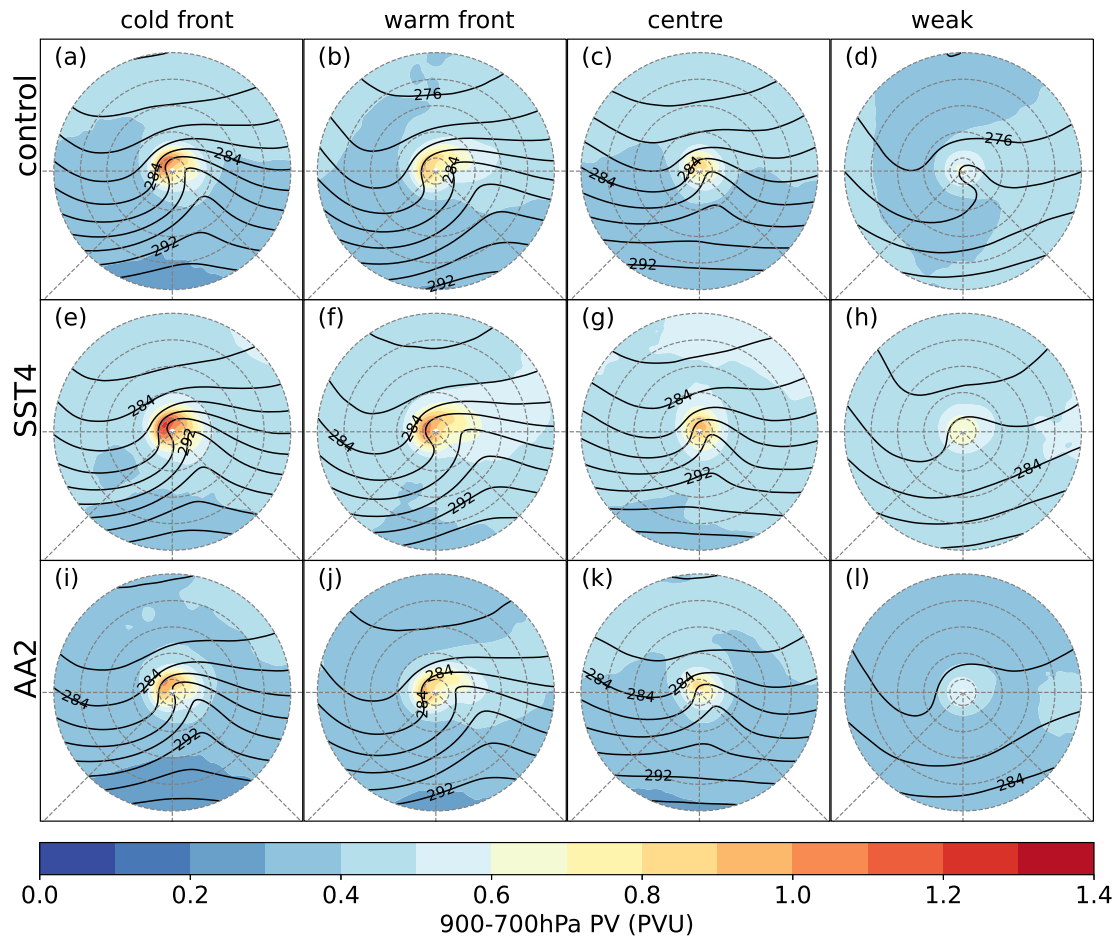 cold front warm front centre weak
control
(a) (b) (c) (d)
276
276
284
284 284
284 284
284
292
292 292
SST4
(e) (f) (g) (h)
284 284
284 284
292
284
292
292
AA2
(i) (j) (k) (l)
284 284 284
284 284 284
284
292
292 292 284
0.0 0.2 0.4 0.6 0.8 1.0 1.2 1.4
900-700hPa PV (PVU)